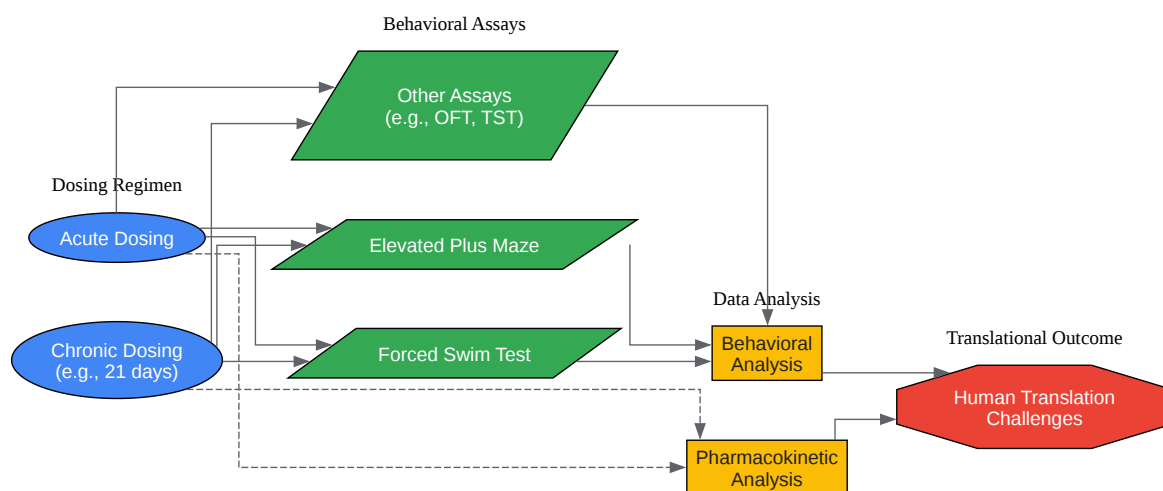 Behavioral Assays
Other Assays
(e.g., OFT, TST)
Dosing Regimen
Acute Dosing
Elevated Plus Maze
Data Analysis
Chronic Dosing
(e.g., 21 days)
Forced Swim Test
Behavioral
Analysis
Translational Outcome
Human Translation
Challenges
Pharmacokinetic
Analysis